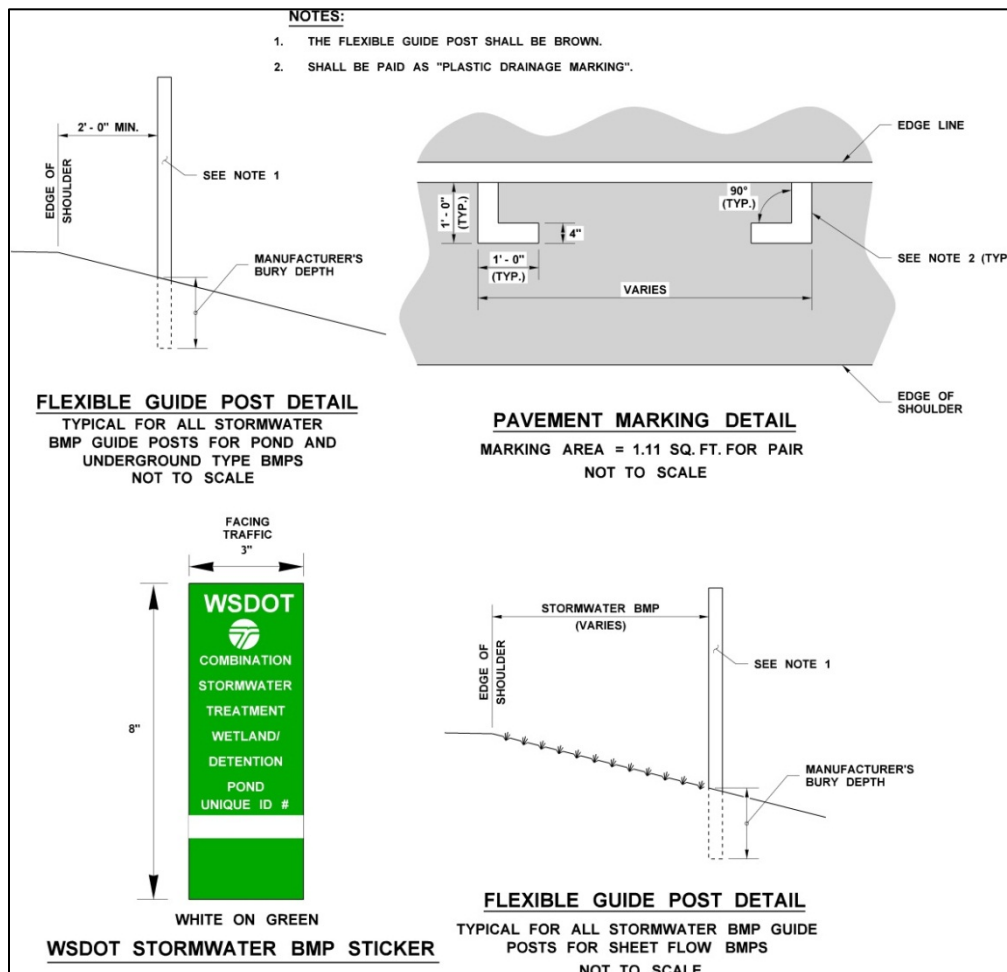 NOTES:
1. THE FLEXIBLE GUIDE POST SHALL BE BROWN.
2. SHALL BE PAID AS "PLASTIC DRAINAGE MARKING".
2' - 0" MIN.
EDGE OF
SHOULDER
SEE NOTE 1
MANUFACTURER'S
BURY DEPTH
FLEXIBLE GUIDE POST DETAIL
TYPICAL FOR ALL STORMWATER
BMP GUIDE POSTS FOR POND AND
UNDERGROUND TYPE BMPS
NOT TO SCALE
EDGE LINE
1' - 0"
(TYP.)
90°
(TYP.)
4"
1' - 0"
(TYP.)
SEE NOTE 2 (TYP
VARIES
EDGE OF
SHOULDER
PAVEMENT MARKING DETAIL
MARKING AREA = 1.11 SQ. FT. FOR PAIR
NOT TO SCALE
FACING
TRAFFIC
3"
8"
WSDOT
COMBINATION
STORMWATER
TREATMENT
WETLAND/
DETENTION
POND
UNIQUE ID #
WHITE ON GREEN
WSDOT STORMWATER BMP STICKER
STORMWATER BMP
(VARIES)
EDGE OF
SHOULDER
SEE NOTE 1
MANUFACTURER'S
BURY DEPTH
FLEXIBLE GUIDE POST DETAIL
TYPICAL FOR ALL STORMWATER BMP GUIDE
POSTS FOR SHEET FLOW BMPS
NOT TO SCALE